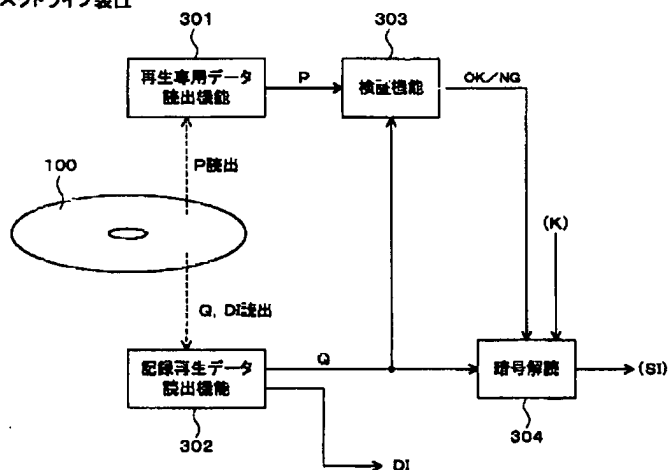 301
303
再生専用データ
読出機能
P
検証機能
OK/NG
100
P読出
(K)
Q, DI読出
記録再生データ
読出機能
Q
暗号解読
(SI)
302
304
DI